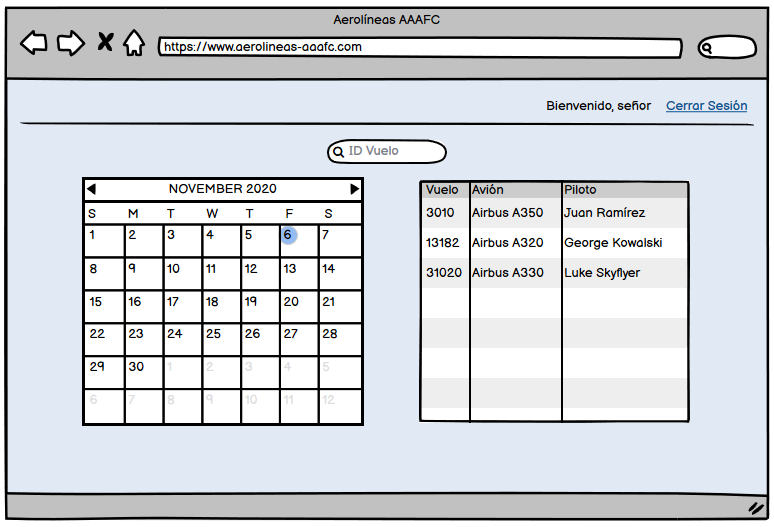 Aerolíneas AAAFC
https://www.aerolineas-aaafc.com
Bienvenido, señor Cerrar Sesión
ID Vuelo
NOVEMBER 2020
S M T W T F S
1 2 3 4 5 6 7
8 9 10 11 12 13 14
15 16 17 18 19 20 21
22 23 24 25 26 27 28
29 30 1 2 3 4 5
6 7 8 9 10 11 12
Vuelo Avión Piloto
3010 Airbus A350 Juan Ramírez
13182 Airbus A320 George Kowalski
31020 Airbus A330 Luke Skyflyer